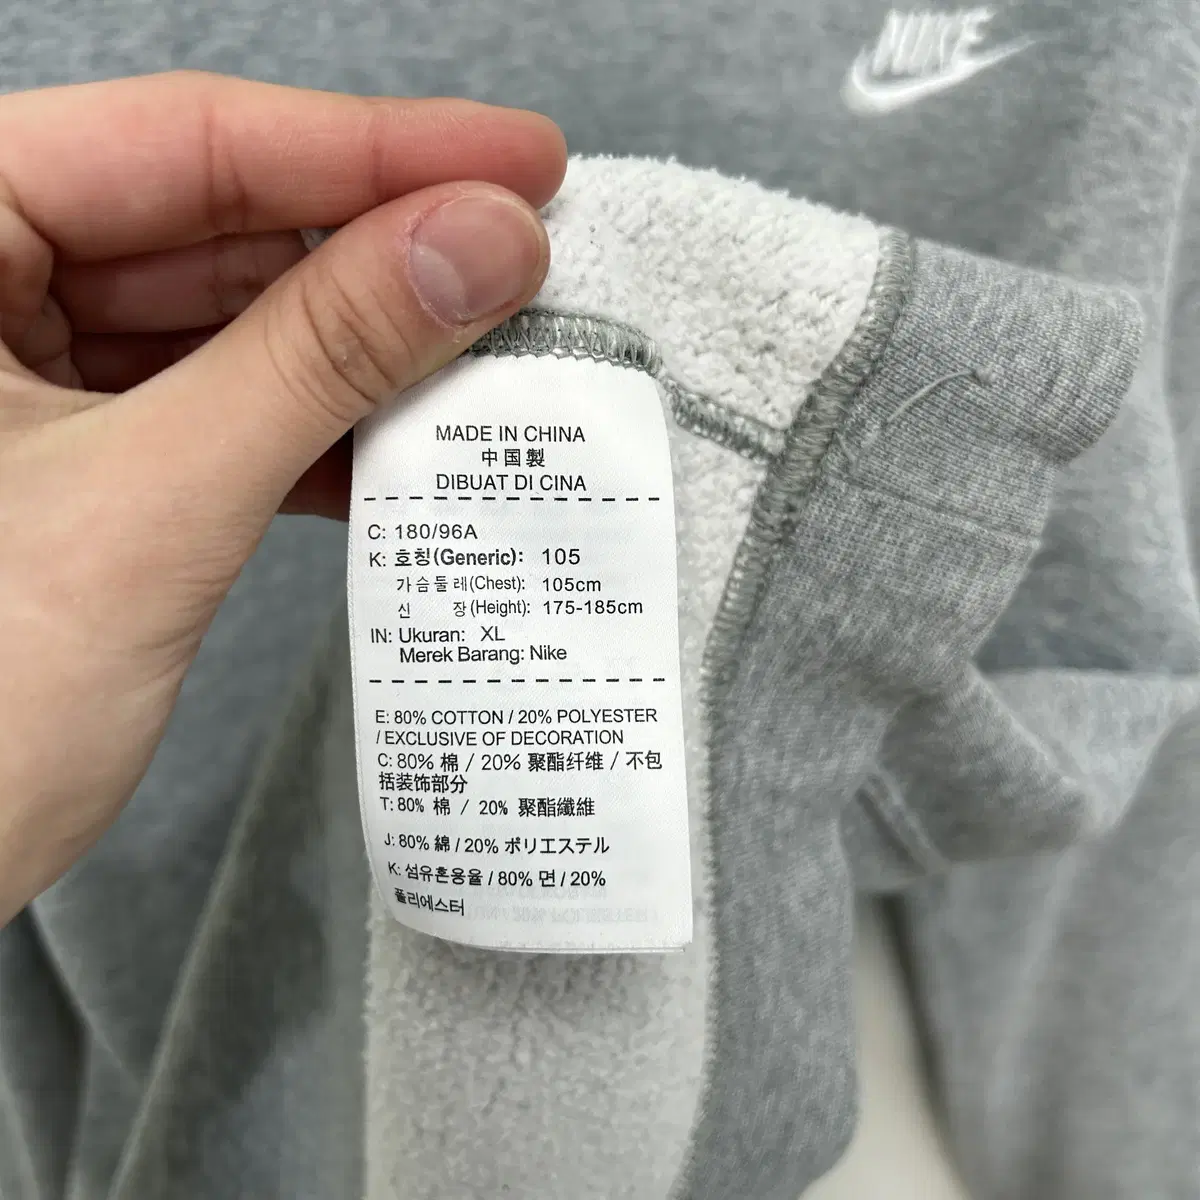 NIKE
MADE IN CHINA
中国製
DIBUAT DI CINA
C: 180/96A
K: 호칭(Generic): 105
가슴둘레(Chest): 105cm
신 장(Height): 175-185cm
IN: Ukuran: XL
Merek Barang: Nike
E: 80% COTTON / 20% POLYESTER
/ EXCLUSIVE OF DECORATION
C: 80% 棉 / 20% 聚酯纤维 / 不包
括装饰部分
T: 80% 棉 / 20% 聚酯纖維
J: 80% 綿 / 20% ポリエステル
K: 섬유혼용율 / 80% 면 / 20%
폴리에스터